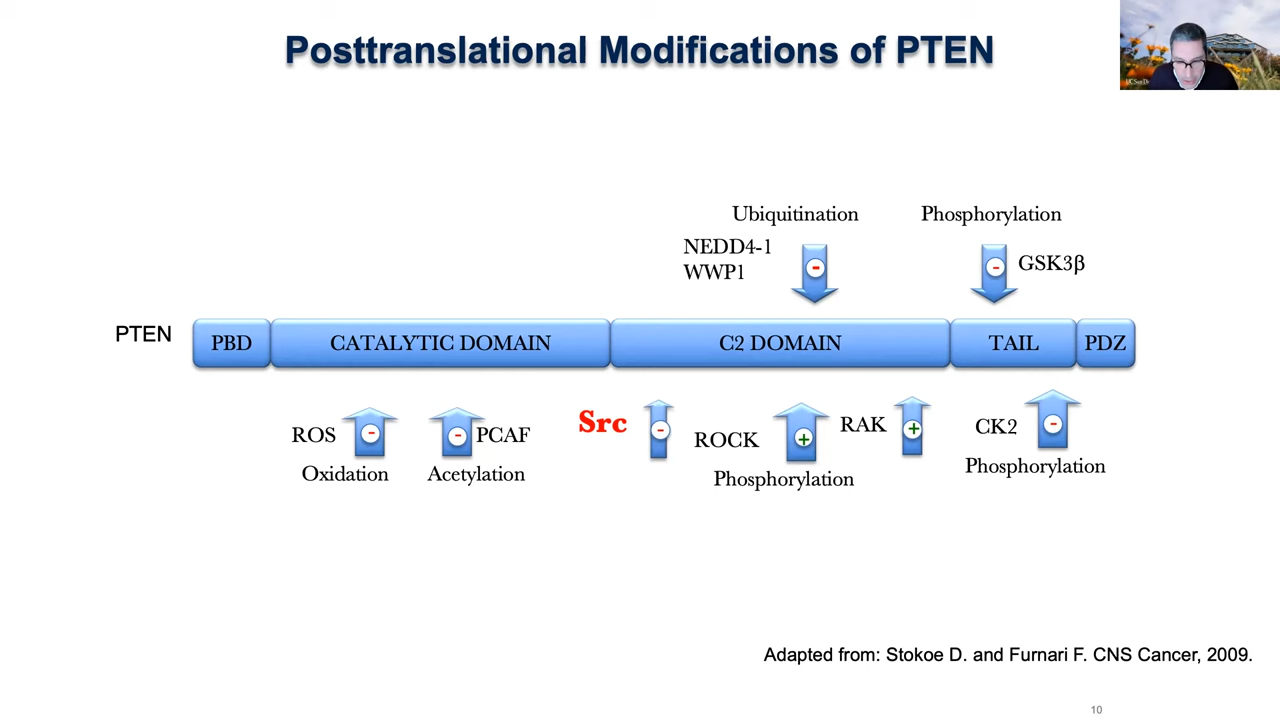 Posttranslational Modifications of PTEN
Ubiquitination
Phosphorylation
NEDD4-1
WWP1
-
-
GSK3β
PTEN
PBD
CATALYTIC DOMAIN
C2 DOMAIN
TAIL
PDZ
ROS
-
-
PCAF
Src
-
ROCK
+
RAK
+
CK2
-
Oxidation
Acetylation
Phosphorylation
Phosphorylation
Adapted from: Stokoe D. and Furnari F. CNS Cancer, 2009.
10